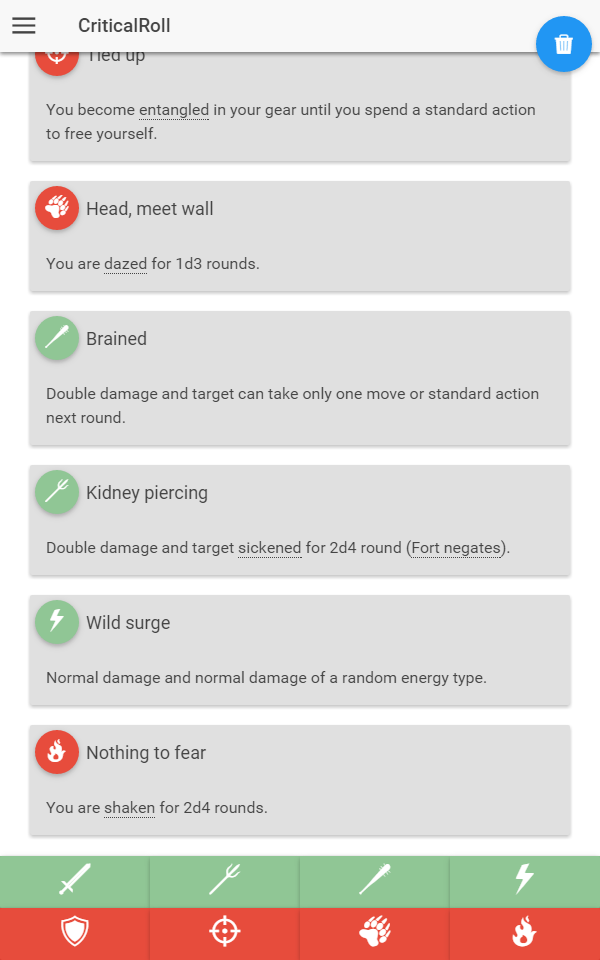 CriticalRoll
Tied up
You become entangled in your gear until you spend a standard action
to free yourself.
Head, meet wall
You are dazed for 1d3 rounds.
Brained
Double damage and target can take only one move or standard action
next round.
Kidney piercing
Double damage and target sickened for 2d4 round (Fort negates).
Wild surge
Normal damage and normal damage of a random energy type.
Nothing to fear
You are shaken for 2d4 rounds.